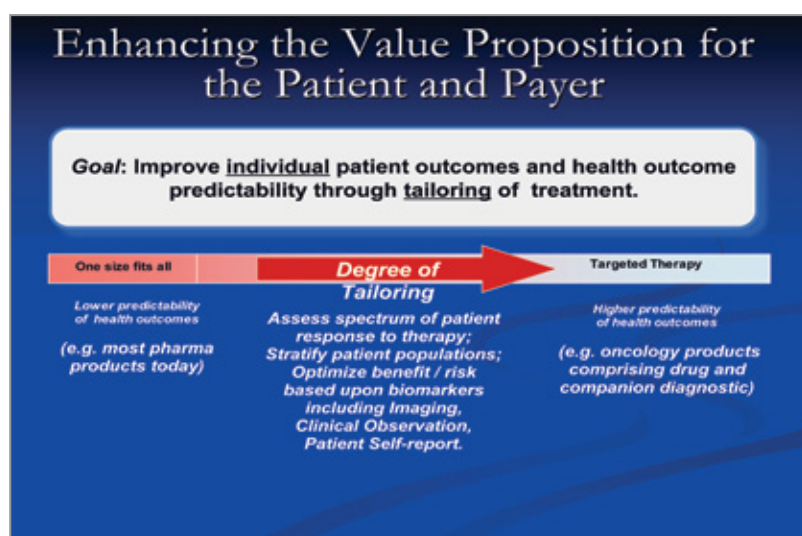 Enhancing the Value Proposition for
the Patient and Payer
Goal: Improve individual patient outcomes and health outcome
predictability through tailoring of treatment.
One size fits all
Lower predictability
of health outcomes
(e.g. most pharma
products today)
Degree of
Tailoring
Assess spectrum of patient
response to therapy;
Stratify patient populations;
Optimize benefit / risk
based upon biomarkers
including Imaging,
Clinical Observation,
Patient Self-report.
Targeted Therapy
Higher predictability
of health outcomes
(e.g. oncology products
comprising drug and
companion diagnostic)